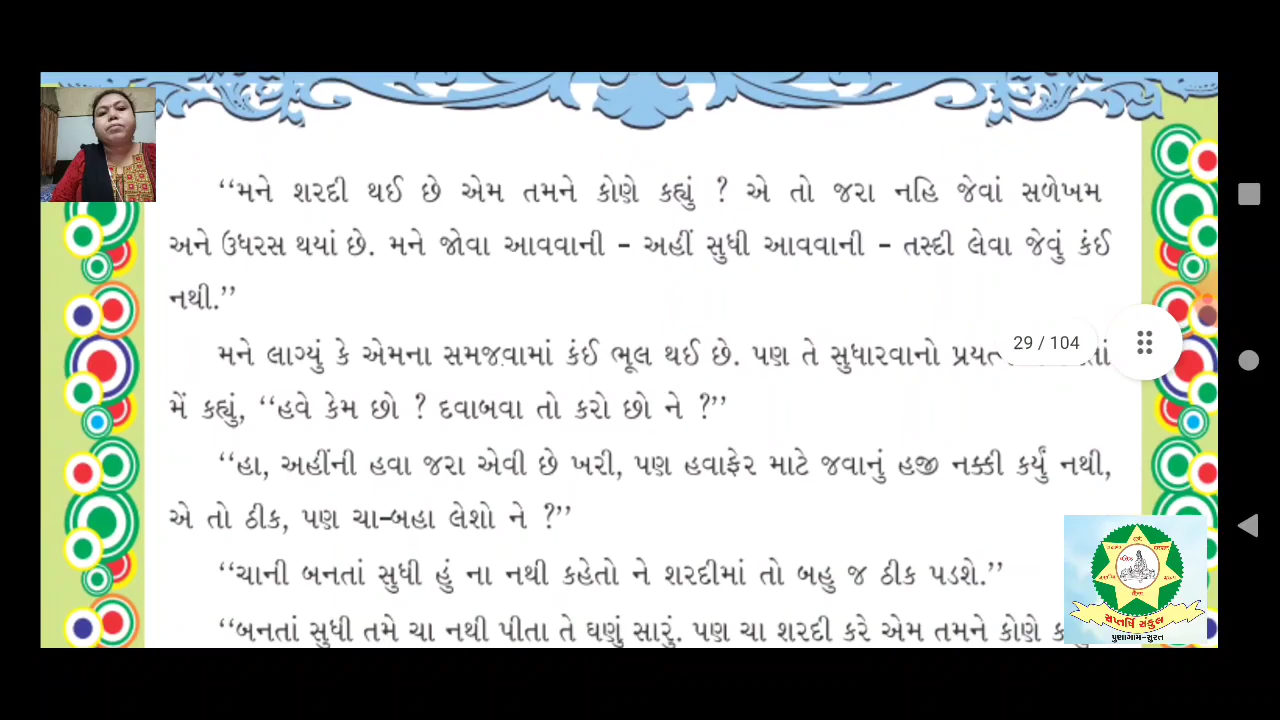 “મને શરદી થઈ છે એમ તમને કોણે કહ્યું ? એ તો જરા નહિ જેવાં સળેખમ
અને ઉધરસ થયાં છે. મને જોવા આવવાની – અહીં સુધી આવવાની – તસ્દી લેવા જેવું કંઈ
નથી.”
મને લાગ્યું કે એમના સમજવામાં કંઈ ભૂલ થઈ છે. પણ તે સુધારવાનો
29 / 104
મેં કહ્યું, “હવે કેમ છો ? દવાબવા તો કરો છો ને ?”
“હા, અહીંની હવા જરા એવી છે ખરી, પણ હવાફેર માટે જવાનું હજી નક્કી કર્યું નથી,
એ તો ઠીક, પણ ચા-બહા લેશો ને ?”
“ચાની બનતાં સુધી હું ના નથી કહેતો ને શરદીમાં તો બહુ જ ઠીક પડશે.”
“બનતાં સુધી તમે ચા નથી પીતા તે ઘણું સારું. પણ ચા શરદી કરે એમ તમને કોણે
સપ્તર્ષિ સંકુલ
પુણાગામ-સુરત